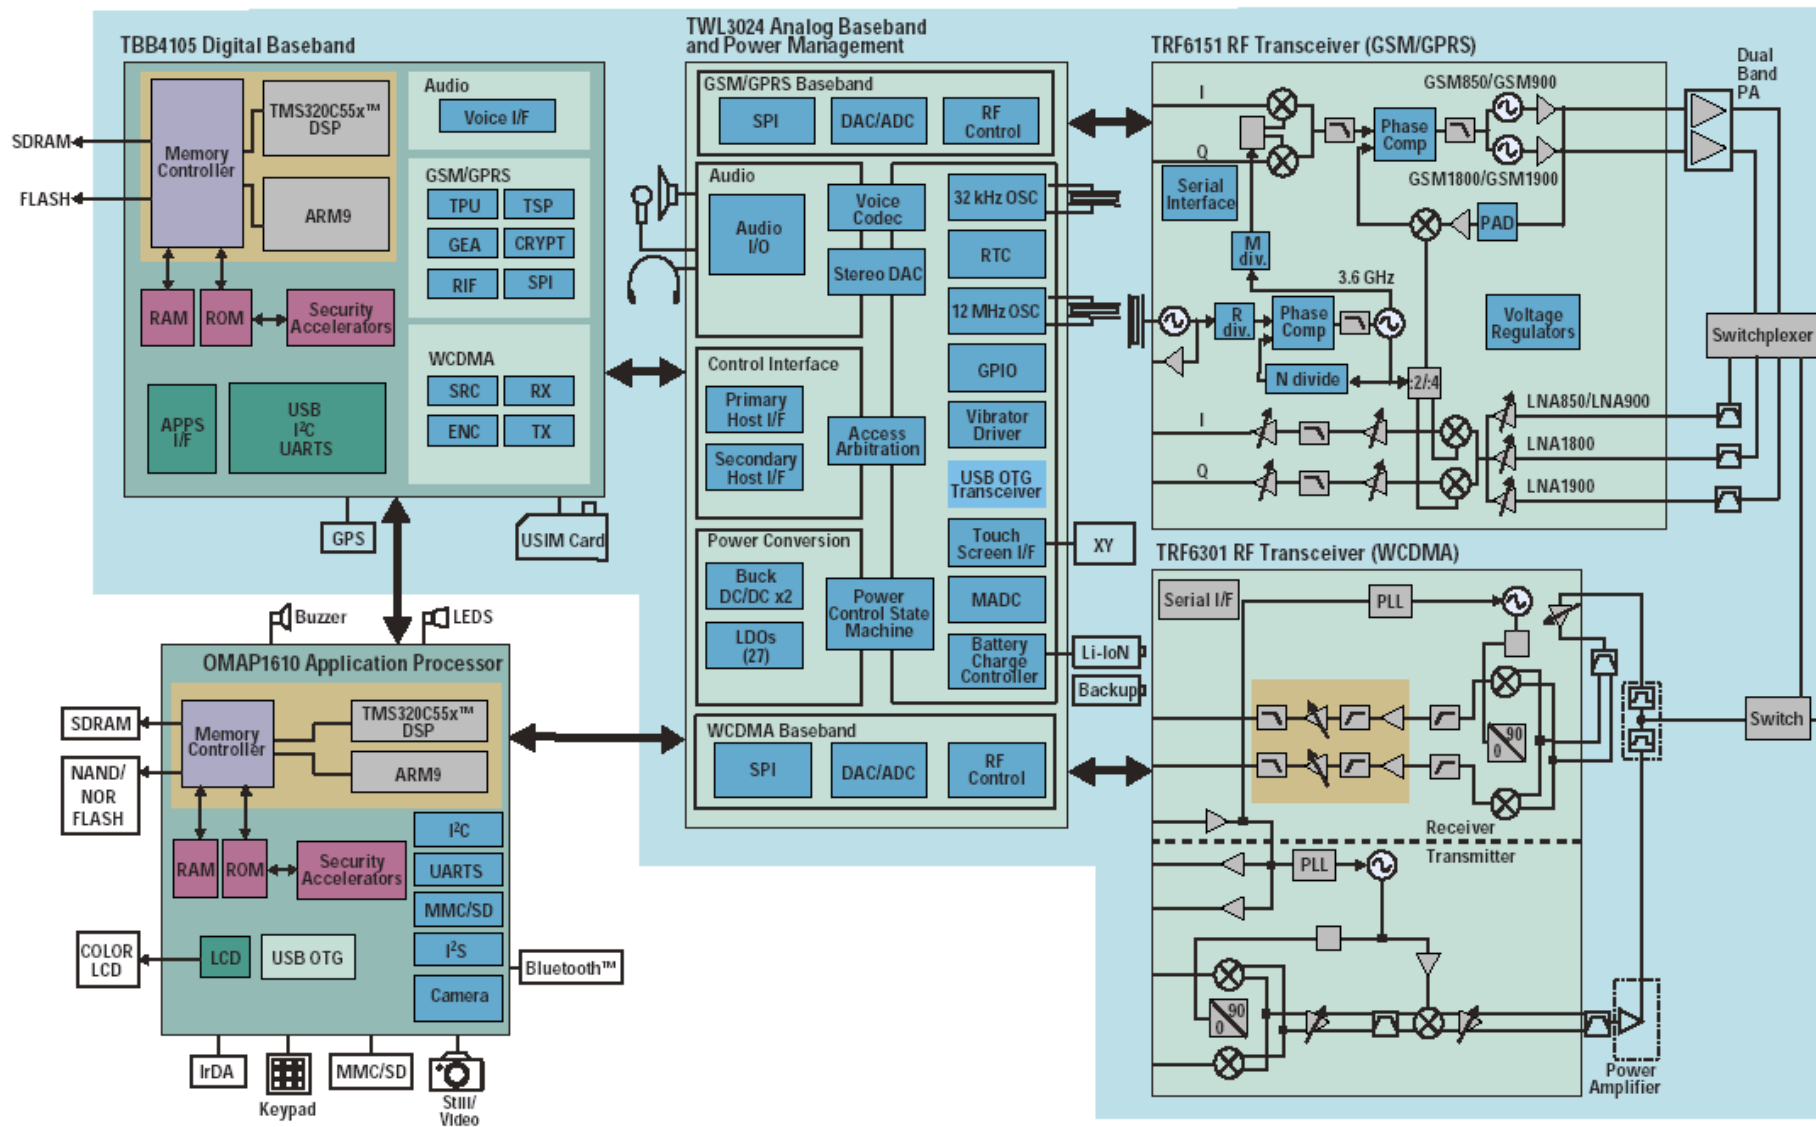 TBB4105 Digital Baseband
Memory
Controller
TMS320C55x™
DSP
ARM9
SDRAM
FLASH
RAM
ROM
Security
Accelerators
APPS
I/F
USB
I²C
UARTS
Audio
Voice I/F
GSM/GPRS
TPU
TSP
GEA
CRYPT
RIF
SPI
WCDMA
SRC
RX
ENC
TX
GPS
USIM Card
Buzzer
LEDS
OMAP1610 Application Processor
Memory
Controller
TMS320C55x™
DSP
ARM9
SDRAM
NAND/
NOR
FLASH
RAM
ROM
Security
Accelerators
I²C
UARTS
MMC/SD
I²S
Camera
LCD
USB OTG
COLOR
LCD
Bluetooth™
IrDA
Keypad
MMC/SD
Still/
Video
TWL3024 Analog Baseband
and Power Management
GSM/GPRS Baseband
SPI
DAC/ADC
RF
Control
Audio
Audio
I/O
Voice
Codec
Stereo DAC
32 kHz OSC
RTC
12 MHz OSC
GPIO
Vibrator
Driver
USB OTG
Transceiver
Touch
Screen I/F
MADC
Battery
Charge
Controller
XY
Li-IoN
Backup
Control Interface
Primary
Host I/F
Secondary
Host I/F
Access
Arbitration
Power Conversion
Buck
DC/DC x2
LDOs
(27)
Power
Control State
Machine
WCDMA Baseband
SPI
DAC/ADC
RF
Control
TRF6151 RF Transceiver (GSM/GPRS)
I
Q
Serial
Interface
Phase
Comp
GSM850/GSM900
GSM1800/GSM1900
PAD
M
div.
3.6 GHz
R
div.
Phase
Comp
N divide
:2/:4
Voltage
Regulators
I
Q
LNA850/LNA900
LNA1800
LNA1900
Dual
Band
PA
Switchplexer
Switch
TRF6301 RF Transceiver (WCDMA)
Serial I/F
PLL
90
0
Receiver
Transmitter
PLL
90
0
Power
Amplifier